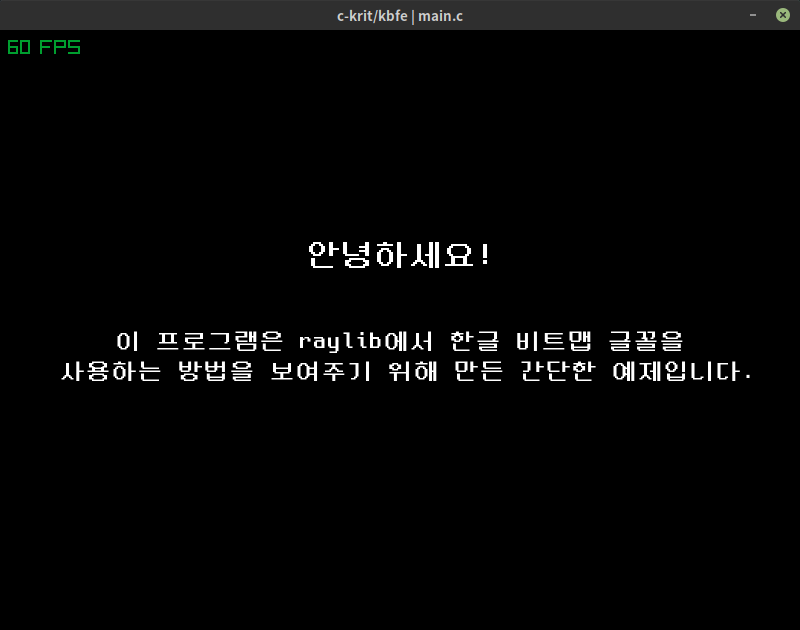 c-krit/kbfe | main.c
60 FPS
안녕하세요!
이 프로그램은 raylib에서 한글 비트맵 글꼴을
사용하는 방법을 보여주기 위해 만든 간단한 예제입니다.